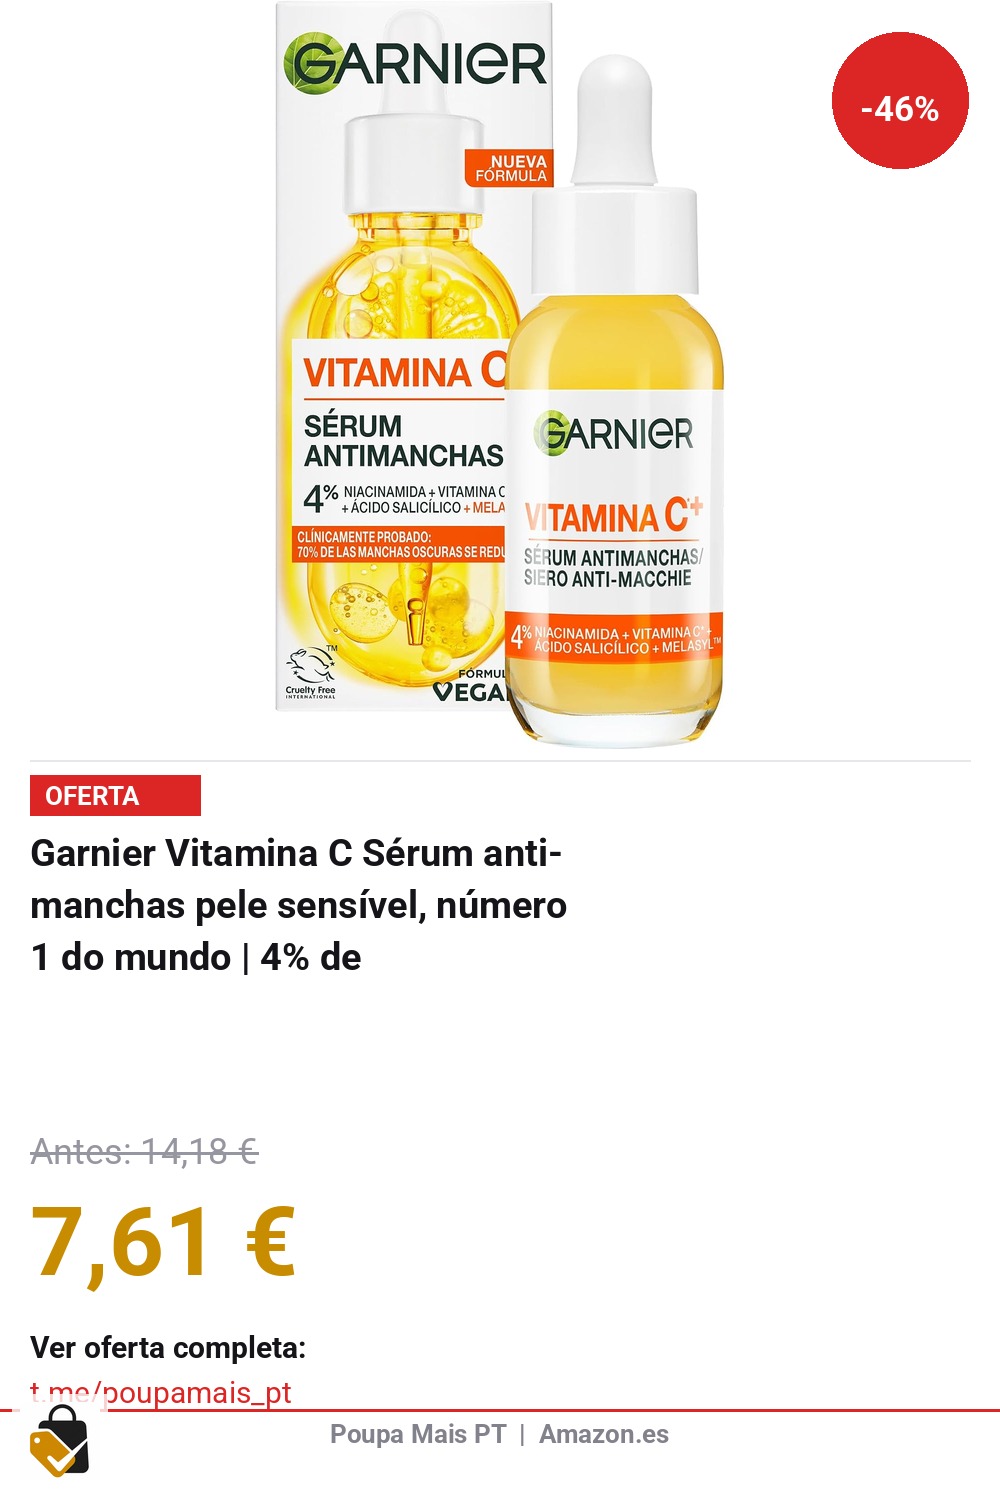 GARNIER
-46%
NUEVA
FÓRMULA
VITAMINA C
SÉRUM
ANTIMANCHAS
4% NIACINAMIDA + VITAMINA C
+ ÁCIDO SALICÍLICO + MELA
CLÍNICAMENTE PROBADO:
70% DE LAS MANCHAS OSCURAS SE REDU
TM
Cruelty Free
INTERNATIONAL
FÓRMUL
VEGA
GARNIER
VITAMINA C*+
SÉRUM ANTIMANCHAS/
SIERO ANTI-MACCHIE
4% NIACINAMIDA + VITAMINA C* +
ÁCIDO SALICÍLICO + MELASYL™
OFERTA
Garnier Vitamina C Sérum anti-
manchas pele sensível, número
1 do mundo | 4% de
Antes: 14,18 €
7,61 €
Ver oferta completa:
t.me/poupamais_pt
Poupa Mais PT | Amazon.es